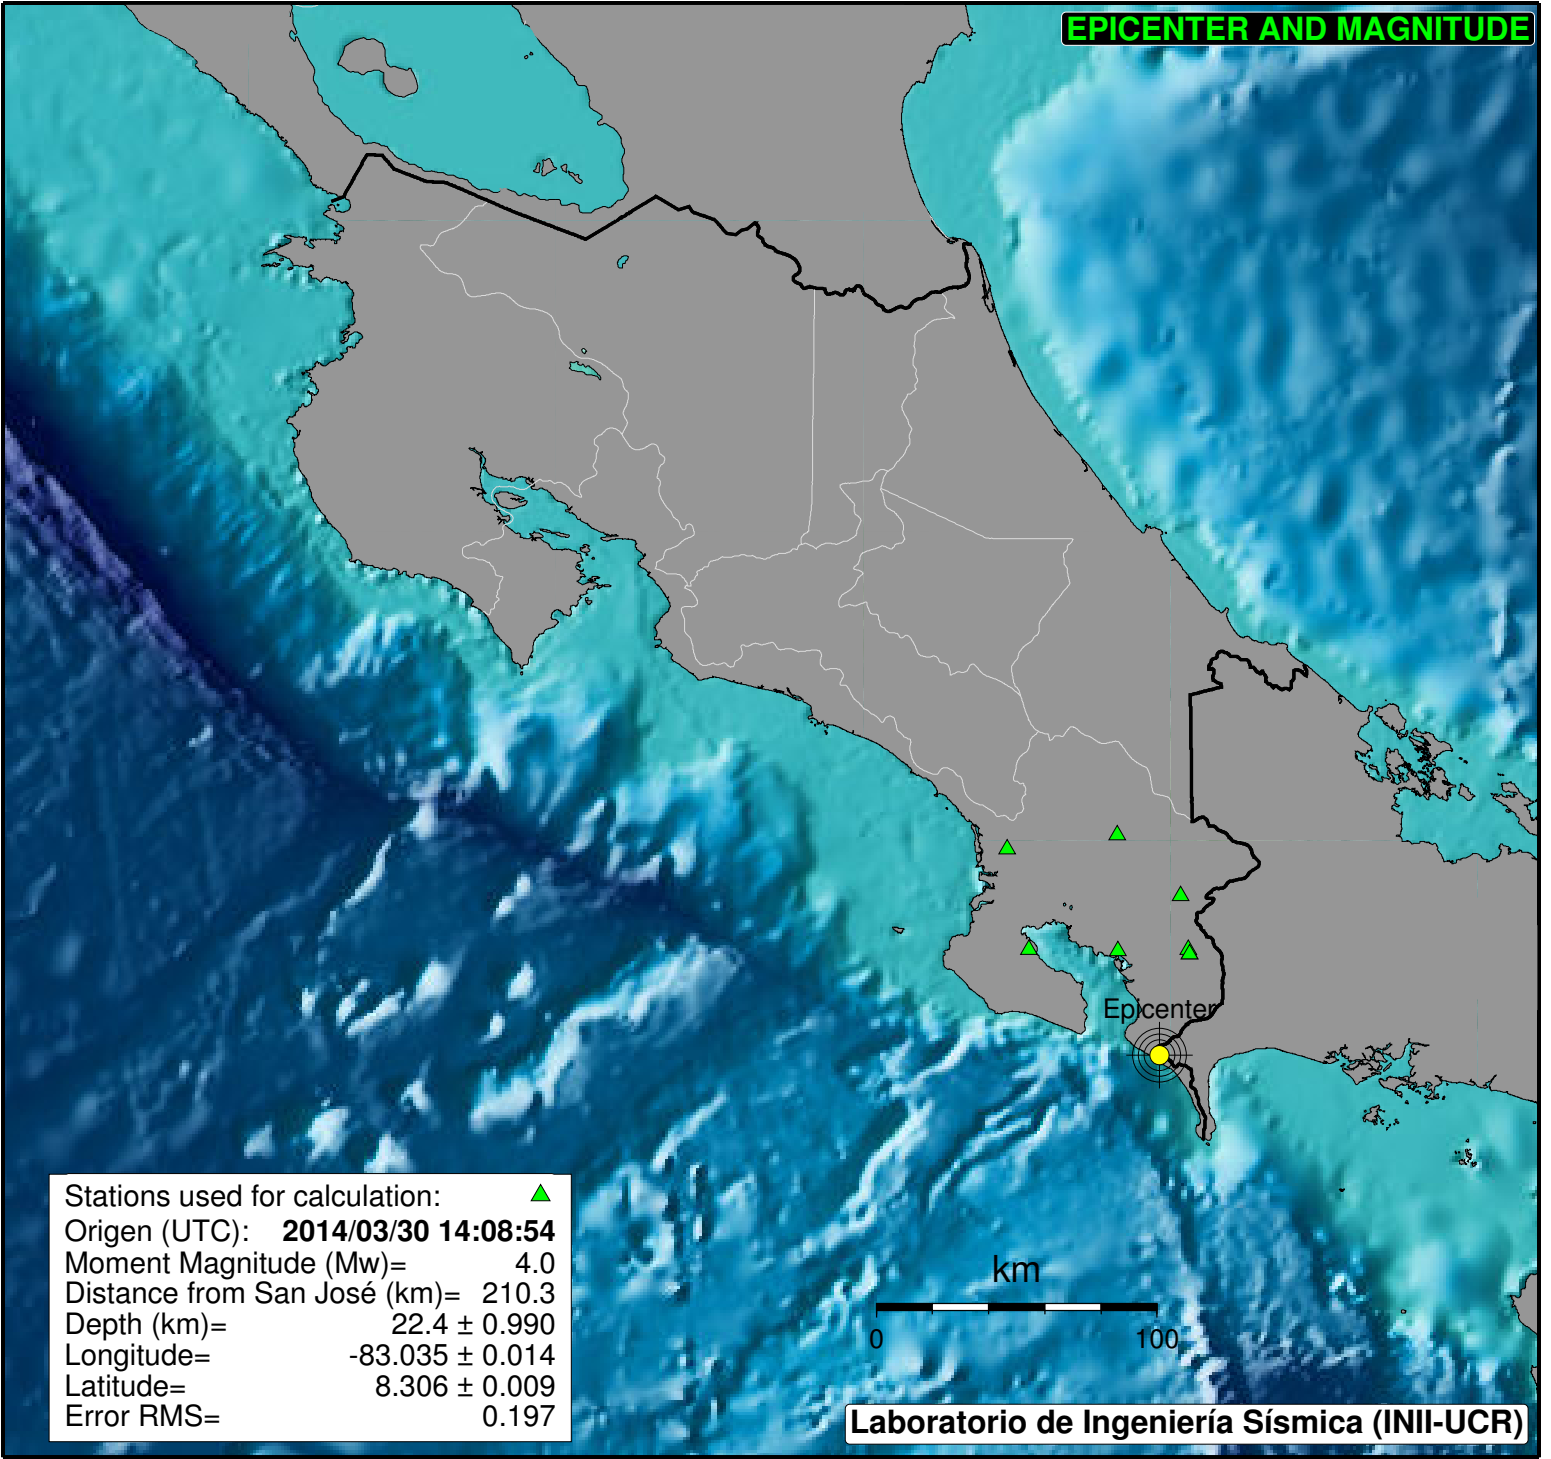 EPICENTER AND MAGNITUDE
Epicenter
Stations used for calculation:
Origen (UTC): 2014/03/30 14:08:54
Moment Magnitude (Mw)= 4.0
Distance from San José (km)= 210.3
Depth (km)= 22.4 ± 0.990
Longitude= -83.035 ± 0.014
Latitude= 8.306 ± 0.009
Error RMS= 0.197
km
0 100
Laboratorio de Ingeniería Sísmica (INII-UCR)